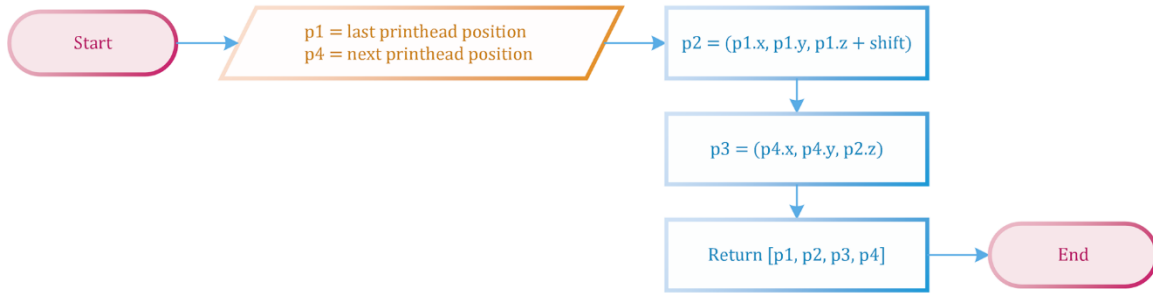 Start
p1 = last printhead position
p4 = next printhead position
p2 = (p1.x, p1.y, p1.z + shift)
p3 = (p4.x, p4.y, p2.z)
Return [p1, p2, p3, p4]
End